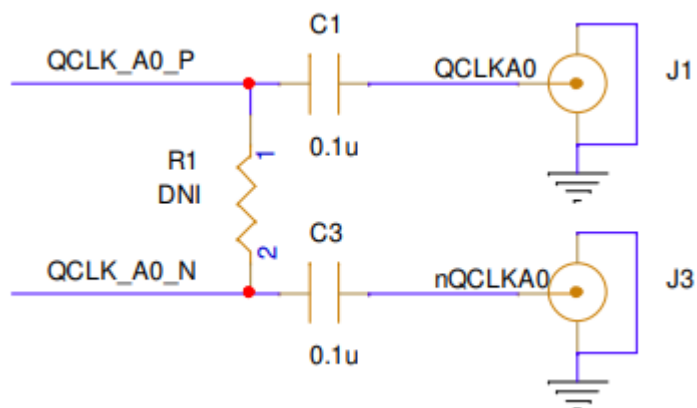 C1
QCLK_A0_P
QCLKA0
J1
0.1u
R1
1
DNI
2
C3
QCLK_A0_N
nQCLKA0
J3
0.1u